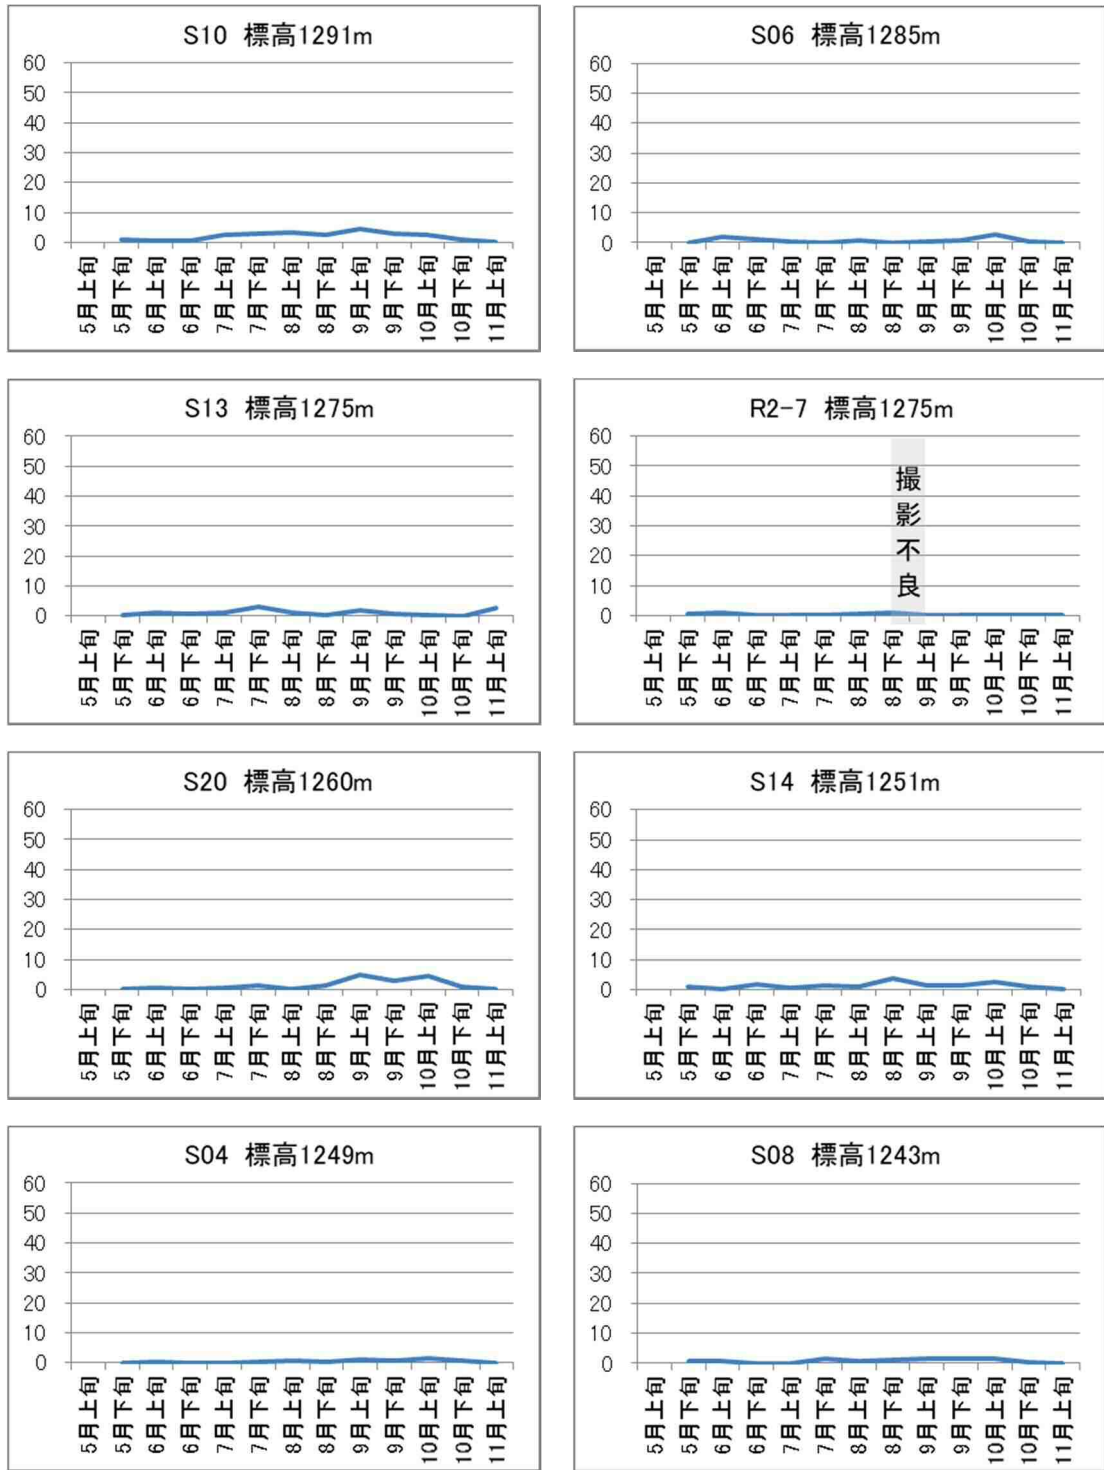 S10 標高1291m
60
50
40
30
20
10
0
5月上旬
5月下旬
6月上旬
6月下旬
7月上旬
7月下旬
8月上旬
8月下旬
9月上旬
9月下旬
10月上旬
10月下旬
11月上旬
S06 標高1285m
60
50
40
30
20
10
0
5月上旬
5月下旬
6月上旬
6月下旬
7月上旬
7月下旬
8月上旬
8月下旬
9月上旬
9月下旬
10月上旬
10月下旬
11月上旬
S13 標高1275m
60
50
40
30
20
10
0
5月上旬
5月下旬
6月上旬
6月下旬
7月上旬
7月下旬
8月上旬
8月下旬
9月上旬
9月下旬
10月上旬
10月下旬
11月上旬
R2-7 標高1275m
60
50
40
30
20
10
0
撮影不良
5月上旬
5月下旬
6月上旬
6月下旬
7月上旬
7月下旬
8月上旬
8月下旬
9月上旬
9月下旬
10月上旬
10月下旬
11月上旬
S20 標高1260m
60
50
40
30
20
10
0
5月上旬
5月下旬
6月上旬
6月下旬
7月上旬
7月下旬
8月上旬
8月下旬
9月上旬
9月下旬
10月上旬
10月下旬
11月上旬
S14 標高1251m
60
50
40
30
20
10
0
5月上旬
5月下旬
6月上旬
6月下旬
7月上旬
7月下旬
8月上旬
8月下旬
9月上旬
9月下旬
10月上旬
10月下旬
11月上旬
S04 標高1249m
60
50
40
30
20
10
0
5月上旬
5月下旬
6月上旬
6月下旬
7月上旬
7月下旬
8月上旬
8月下旬
9月上旬
9月下旬
10月上旬
10月下旬
11月上旬
S08 標高1243m
60
50
40
30
20
10
0
5月上旬
5月下旬
6月上旬
6月下旬
7月上旬
7月下旬
8月上旬
8月下旬
9月上旬
9月下旬
10月上旬
10月下旬
11月上旬